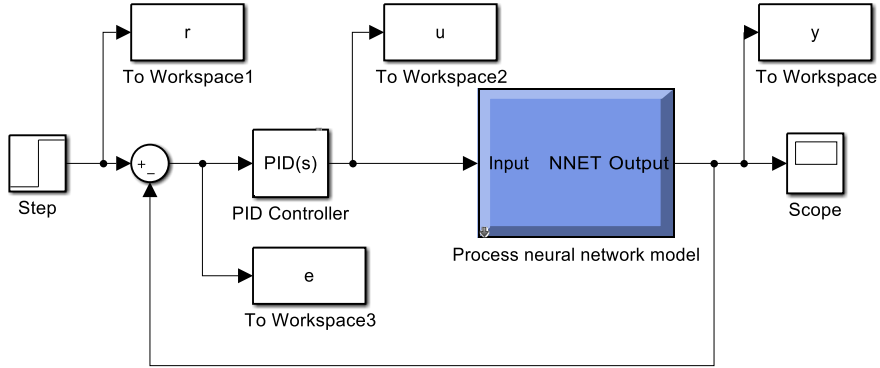 r
To Workspace1
u
To Workspace2
y
To Workspace
Step
+
−
PID(s)
PID Controller
Input
NNET
Output
Process neural network model
Scope
e
To Workspace3